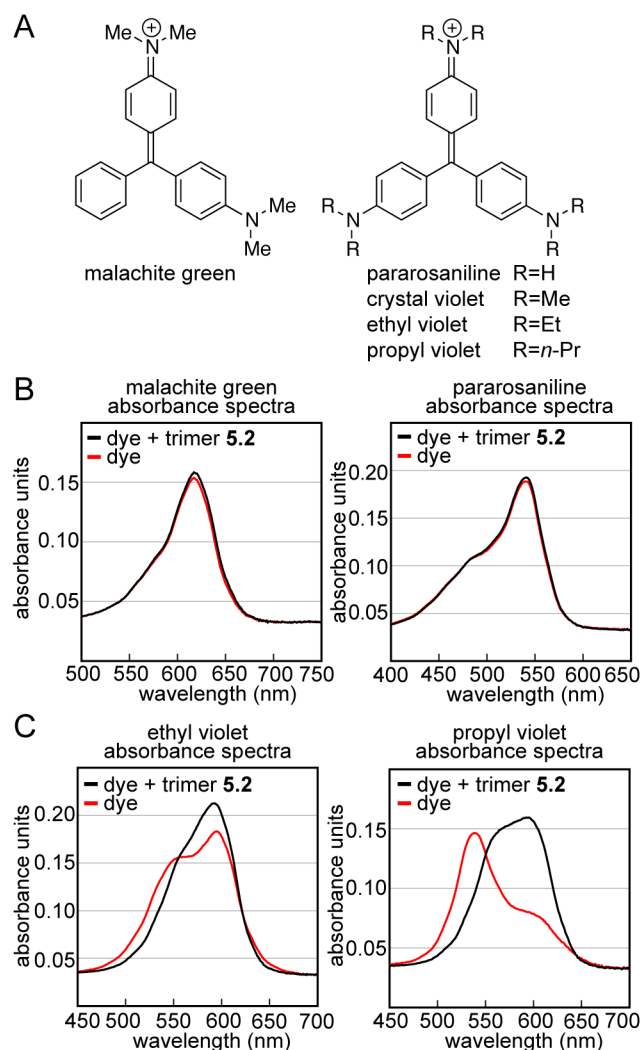 A
Me
⊕
N
Me
N
Me
Me
malachite green
R
⊕
N
R
R
N
R
R
N
R
pararosaniline R=H
crystal violet R=Me
ethyl violet R=Et
propyl violet R=n-Pr
B
malachite green
absorbance spectra
dye + trimer 5.2
dye
absorbance units
0.15
0.10
0.05
500 550 600 650 700 750
wavelength (nm)
pararosaniline
absorbance spectra
dye + trimer 5.2
dye
absorbance units
0.20
0.15
0.10
0.05
400 450 500 550 600 650
wavelength (nm)
C
ethyl violet
absorbance spectra
dye + trimer 5.2
dye
absorbance units
0.20
0.15
0.10
0.05
450 500 550 600 650 700
wavelength (nm)
propyl violet
absorbance spectra
dye + trimer 5.2
dye
absorbance units
0.15
0.10
0.05
450 500 550 600 650 700
wavelength (nm)